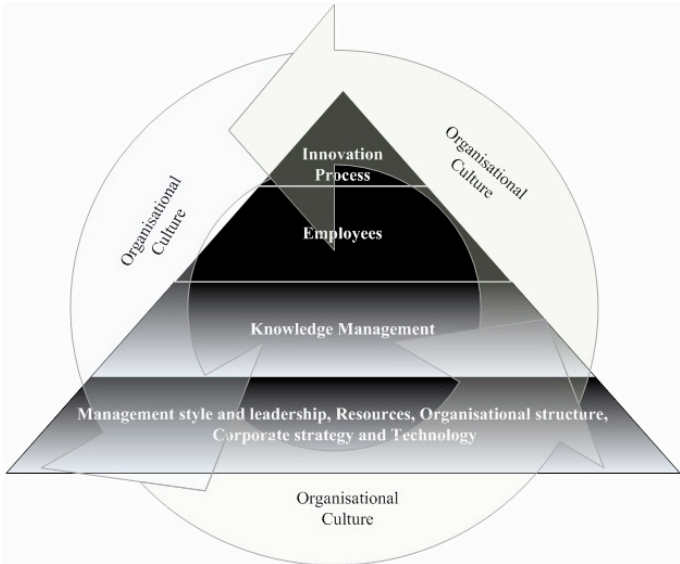 Innovation
Process
Organisational
Culture
Organisational
Culture
Employees
Knowledge Management
Management style and leadership, Resources, Organisational structure,
Corporate strategy and Technology
Organisational
Culture